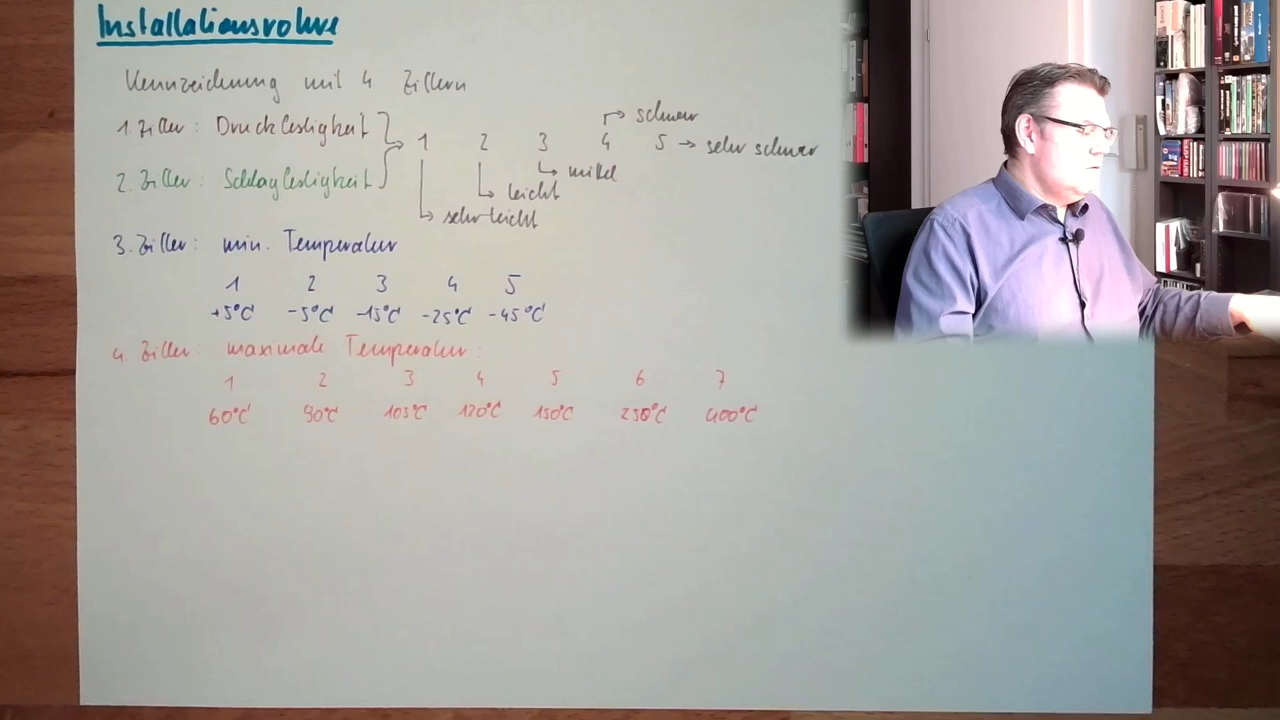 Installationsrohre
Kennzeichnung mit 4 Ziffern
1. Ziffer: Druckfestigkeit
2. Ziffer: Schlagfestigkeit
1 2 3 4 5 → sehr schwer
schwer
mittel
leicht
sehr leicht
3. Ziffer: min. Temperatur
1 2 3 4 5
+5°C -5°C -15°C -25°C -45°C
4. Ziffer: maximale Temperatur:
1 2 3 4 5 6 7
60°C 90°C 105°C 120°C 150°C 250°C 400°C